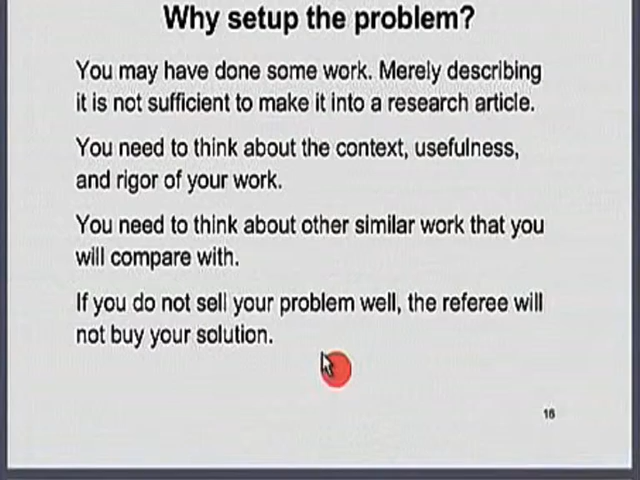 Why setup the problem?
You may have done some work. Merely describing
it is not sufficient to make it into a research article.
You need to think about the context, usefulness,
and rigor of your work.
You need to think about other similar work that you
will compare with.
If you do not sell your problem well, the referee will
not buy your solution.
16